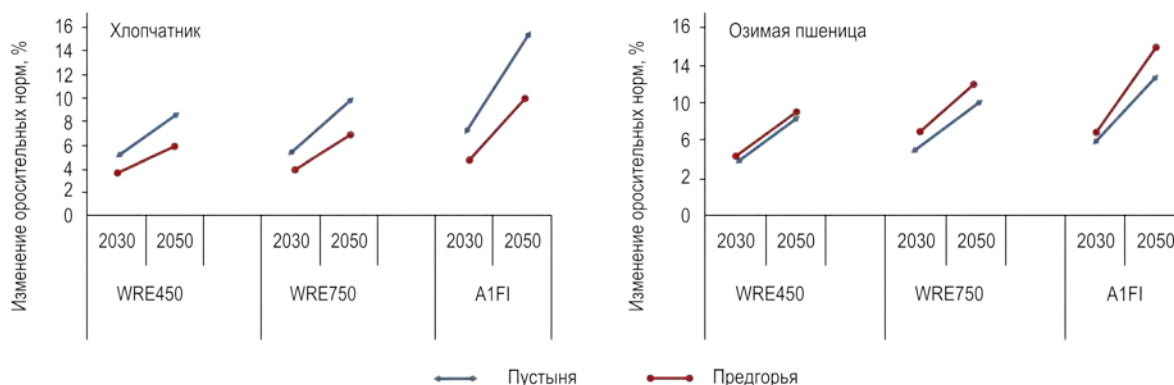 Хлопчатник
Изменение оросительных норм, %
16
14
12
10
8
6
4
2
0
2030 2050 2030 2050 2030 2050
WRE450 WRE750 A1FI
Озимая пшеница
Изменение оросительных норм, %
16
14
10
6
2
0
2030 2050 2030 2050 2030 2050
WRE450 WRE750 A1FI
Пустыня Предгорья